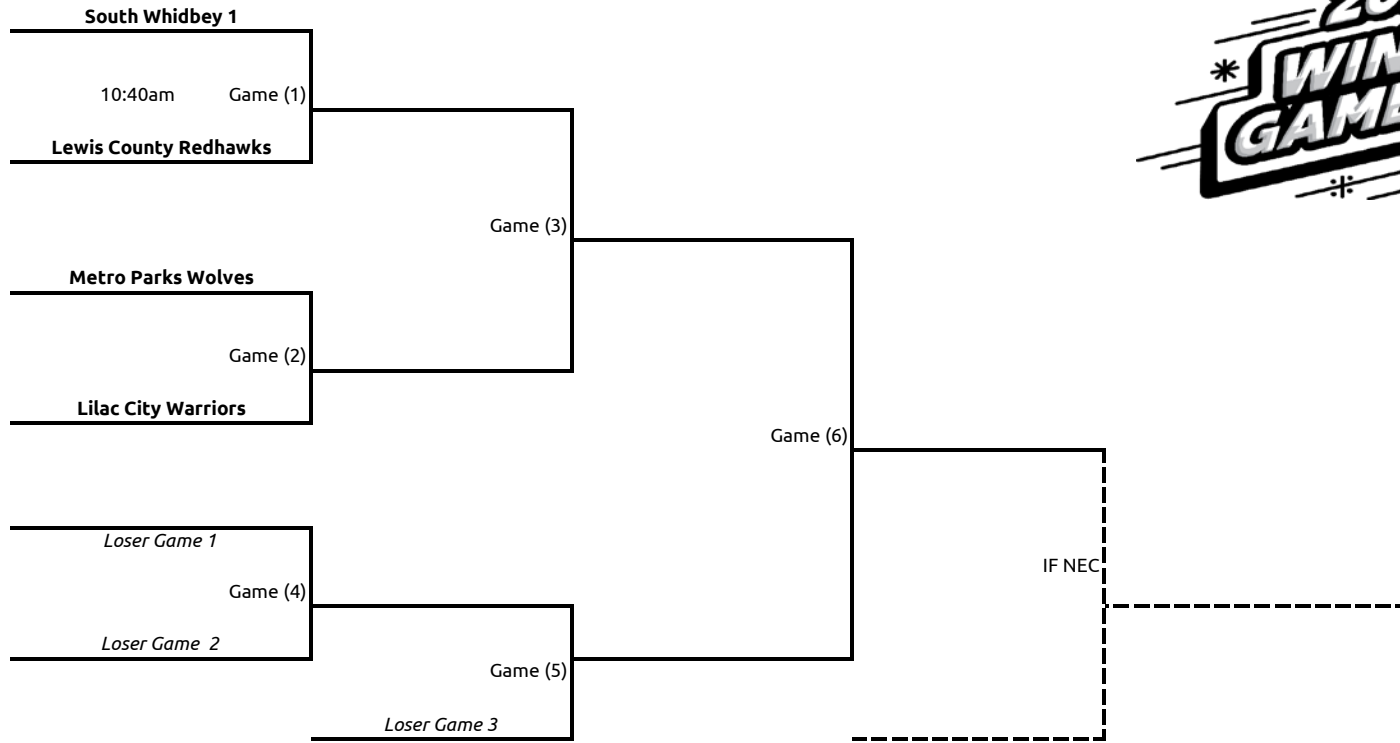 South Whidbey 1
10:40am Game (1)
Lewis County Redhawks
Game (3)
Metro Parks Wolves
Game (2)
Lilac City Warriors
Game (6)
Loser Game 1
IF NEC
Game (4)
Loser Game 2
Game (5)
Loser Game 3